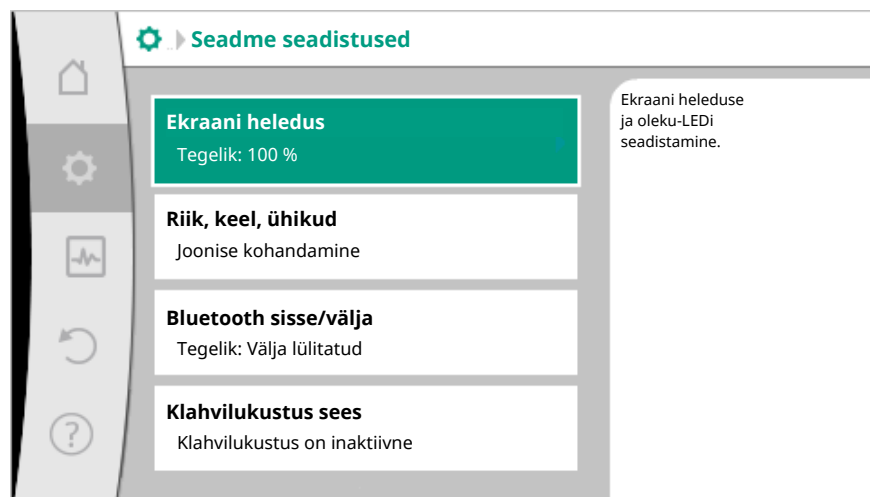 Seadme seadistused
Ekraani heledus
Tegelik: 100 %
Riik, keel, ühikud
Joonise kohandamine
Bluetooth sisse/välja
Tegelik: Välja lülitatud
Klahvilukustus sees
Klahvilukustus on inaktiivne
Ekraani heleduse
ja oleku-LEDi
seadistamine.